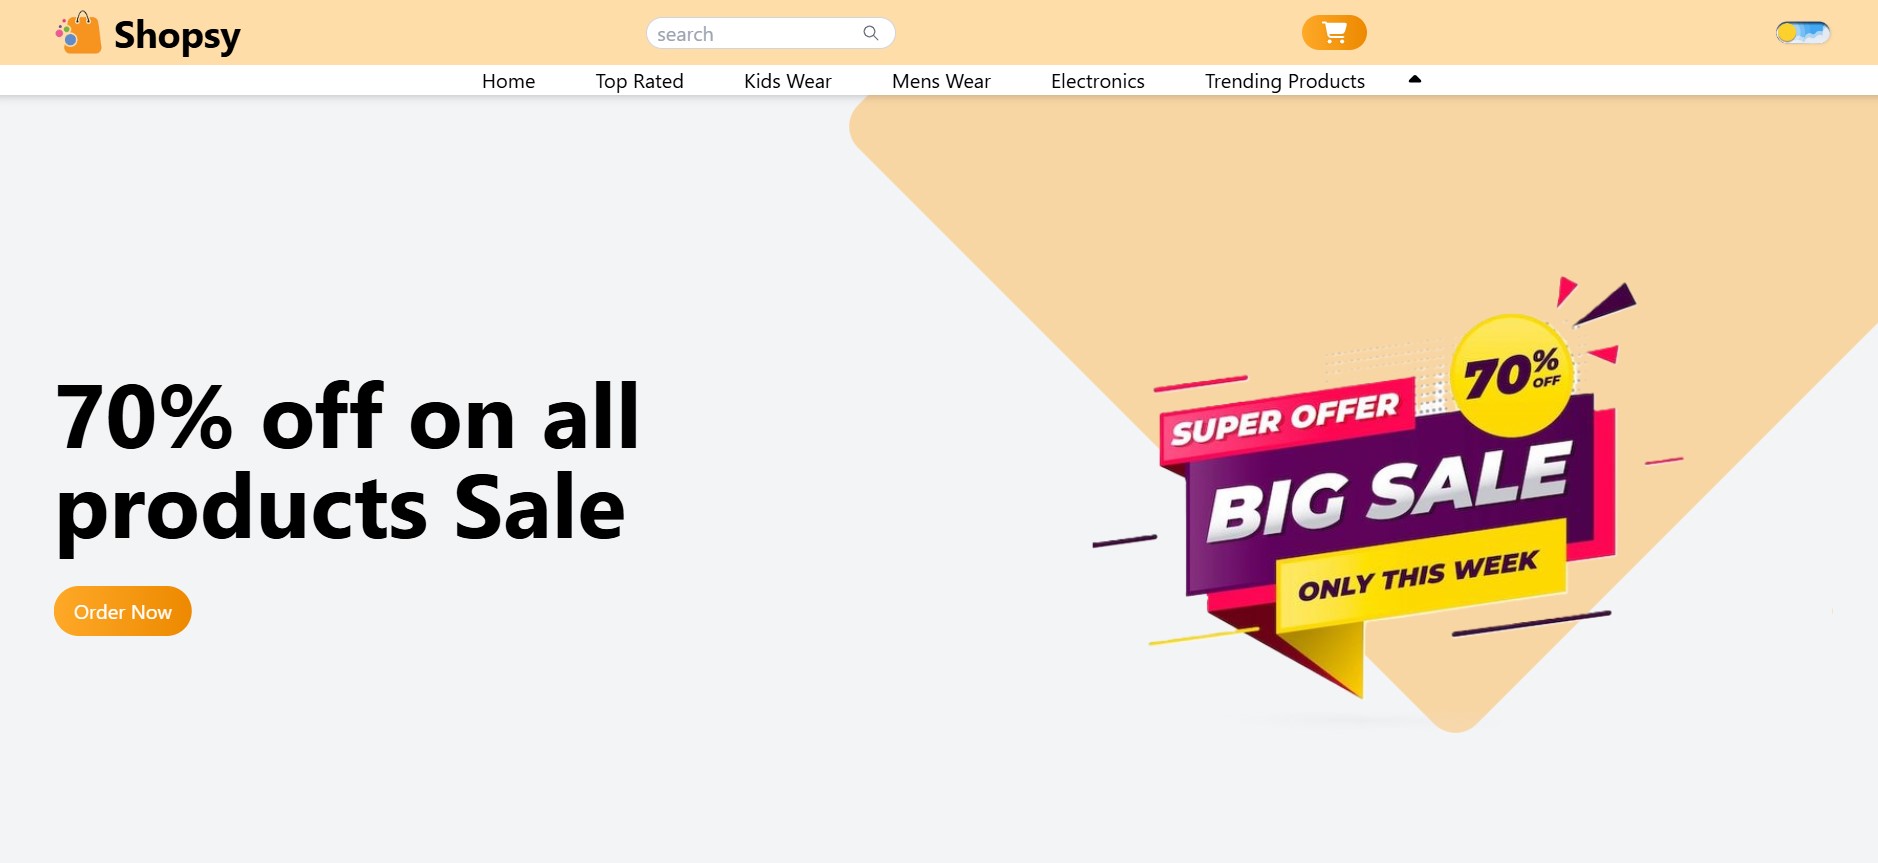 Shopsy
search
Home
Top Rated
Kids Wear
Mens Wear
Electronics
Trending Products
70% off on all
products Sale
Order Now
70%
OFF
SUPER OFFER
BIG SALE
ONLY THIS WEEK